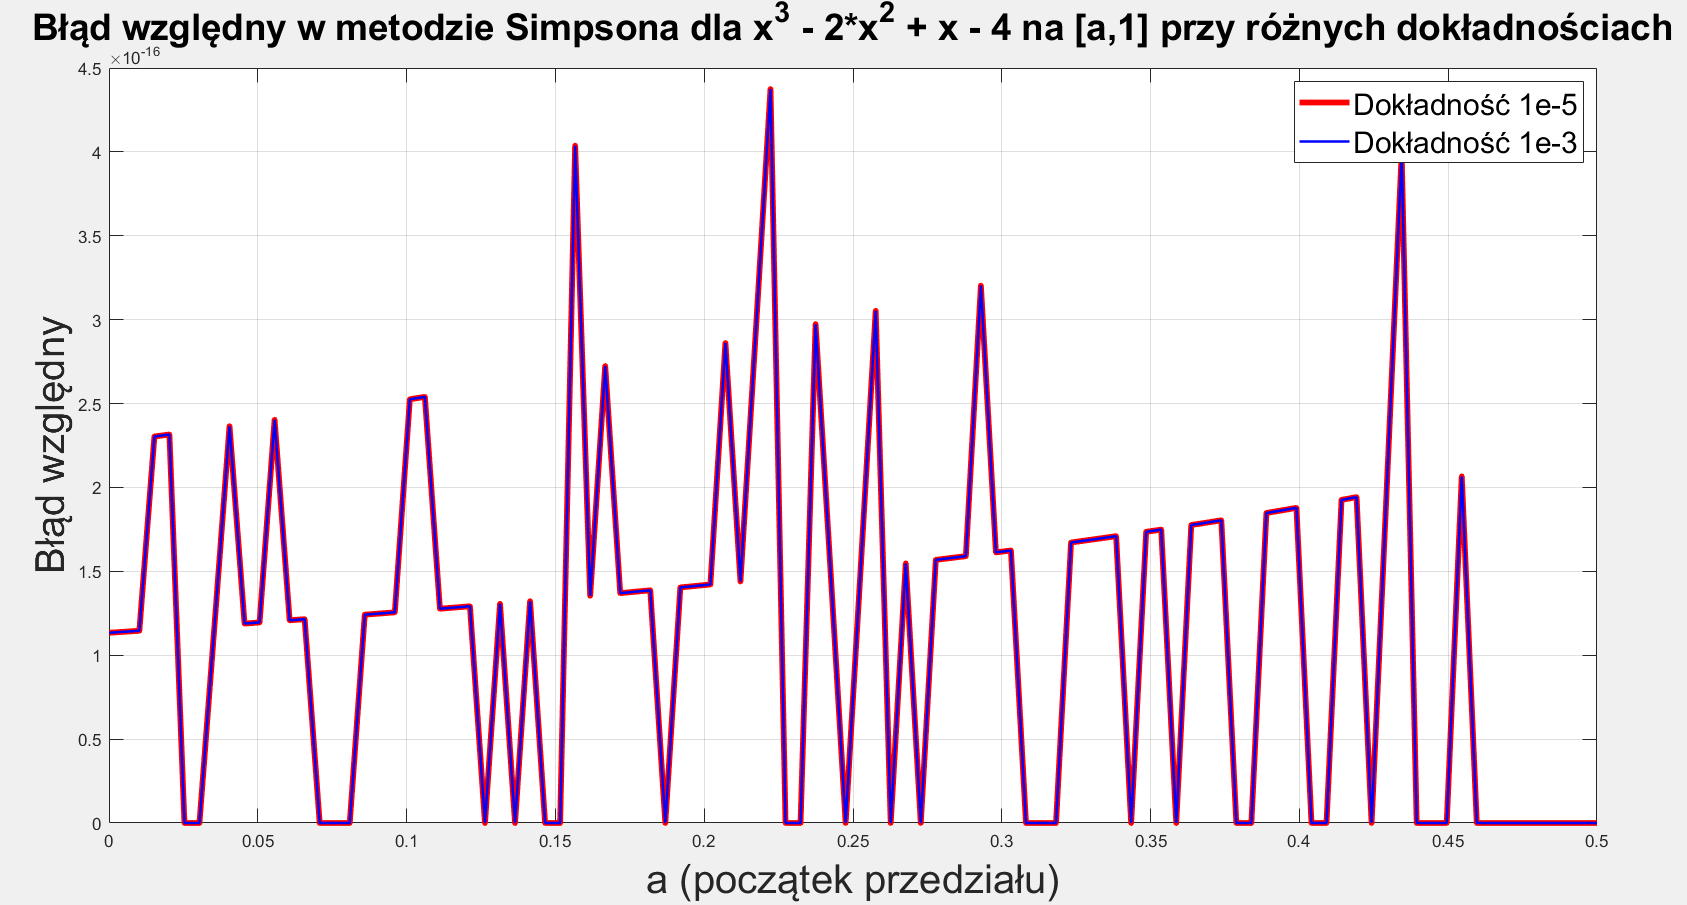 Błąd względny w metodzie Simpsona dla x³ - 2*x² + x - 4 na [a,1] przy różnych dokładnościach
×10⁻¹⁶
4.5
4
3.5
3
2.5
2
1.5
1
0.5
0
Błąd względny
Dokładność 1e-5
Dokładność 1e-3
0 0.05 0.1 0.15 0.2 0.25 0.3 0.35 0.4 0.45 0.5
a (początek przedziału)